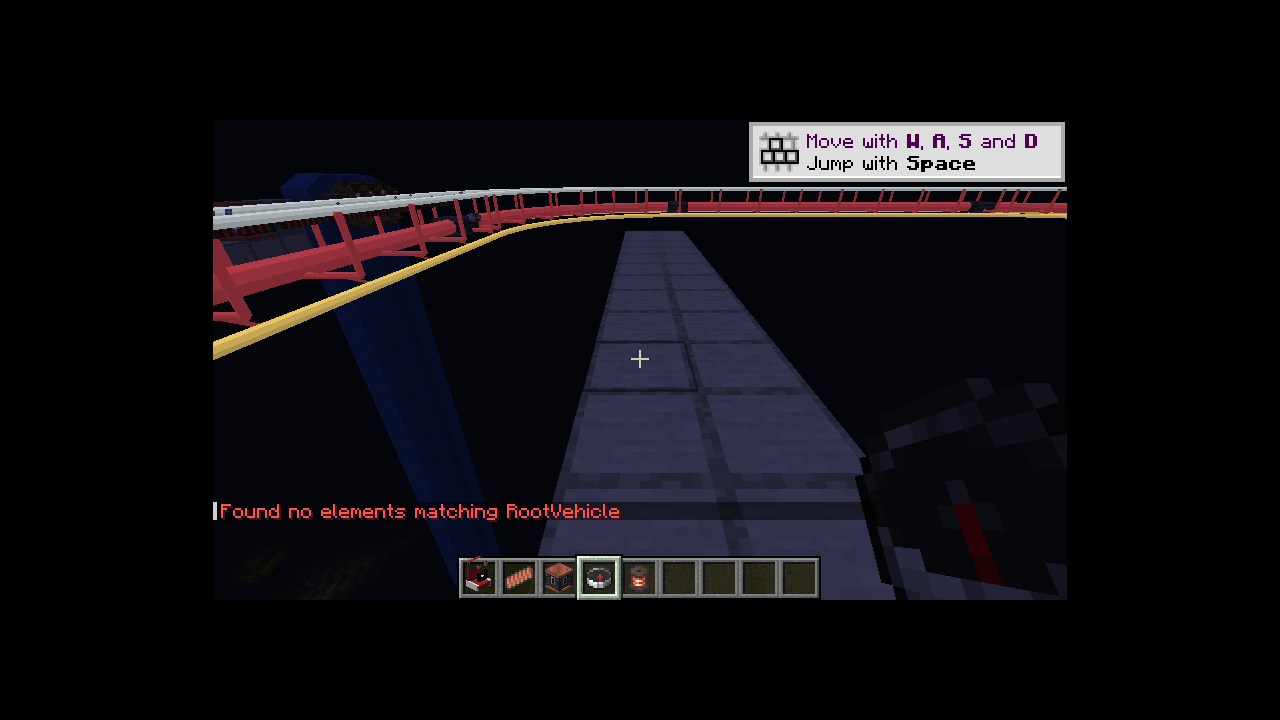 Move with W, A, S and D
Jump with Space
Found no elements matching RootVehicle